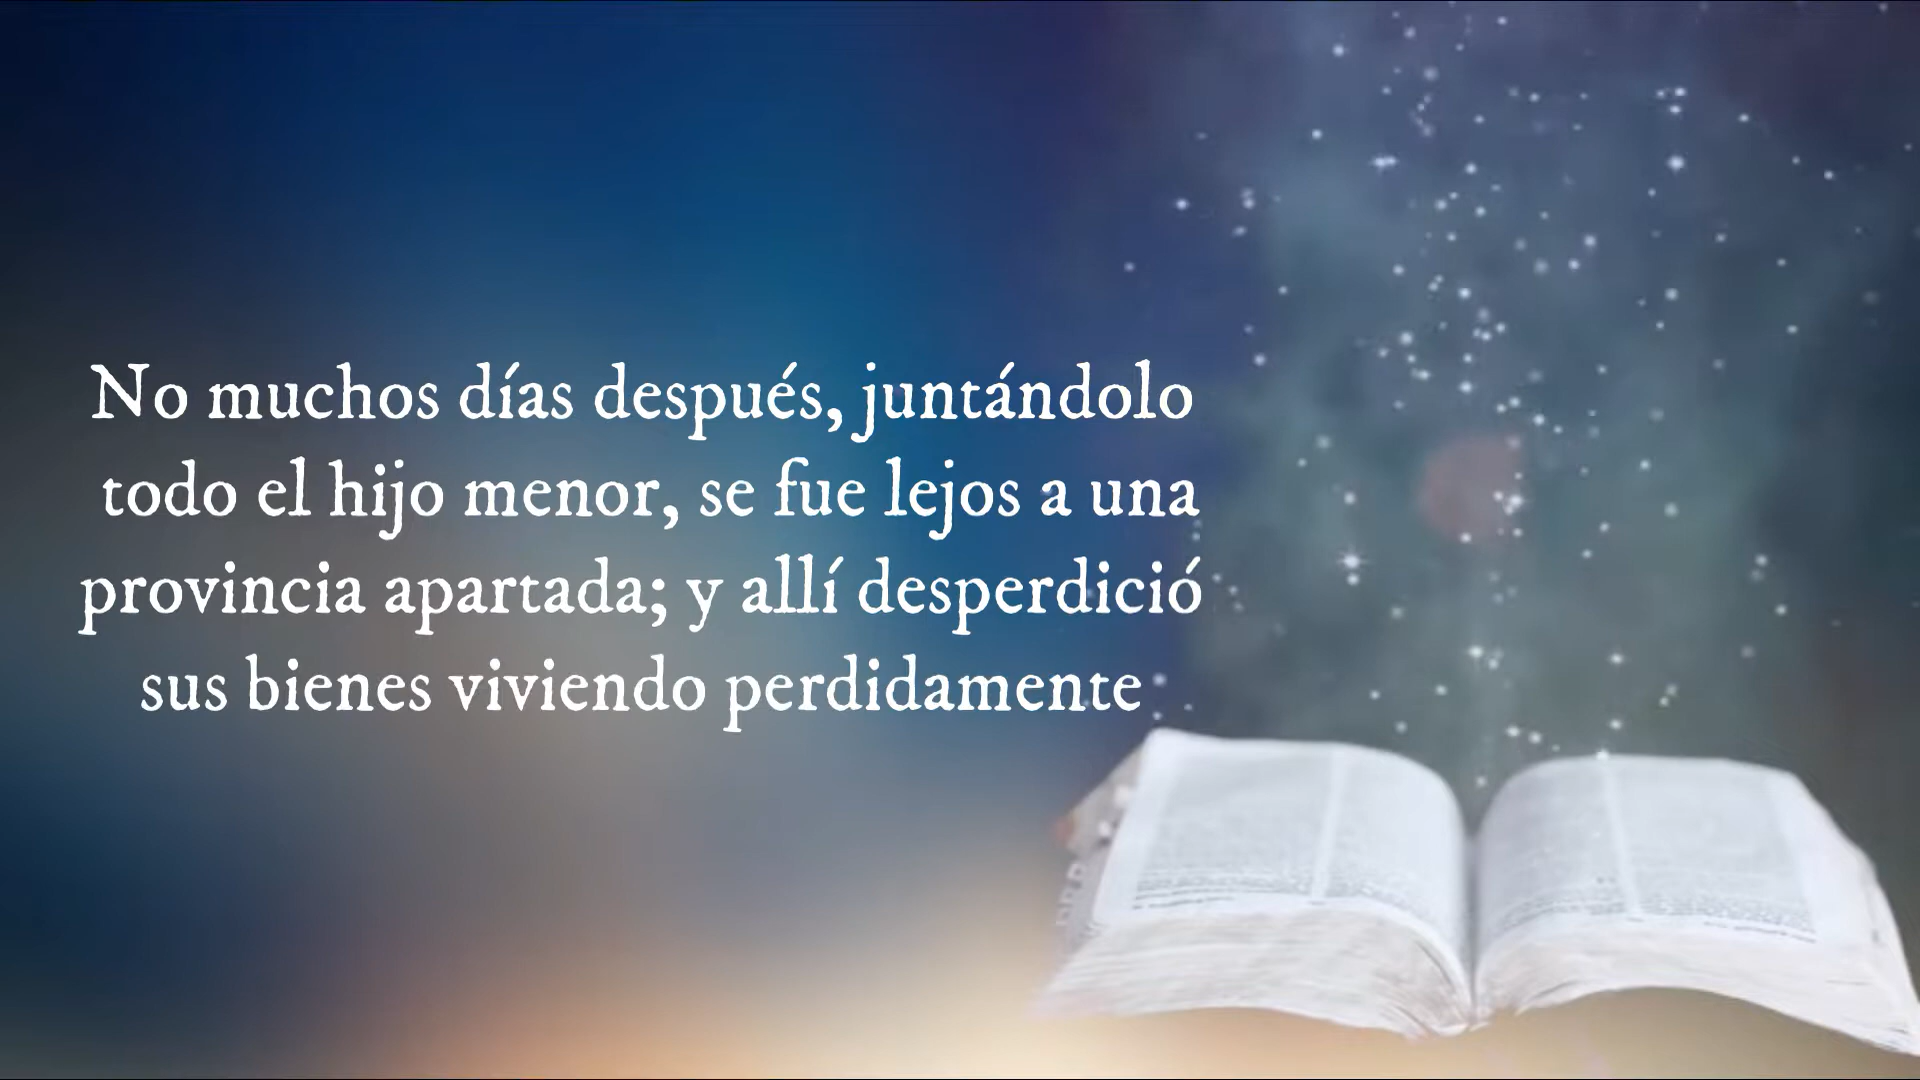 No muchos días después, juntándolo
todo el hijo menor, se fue lejos a una
provincia apartada; y allí desperdició
sus bienes viviendo perdidamente